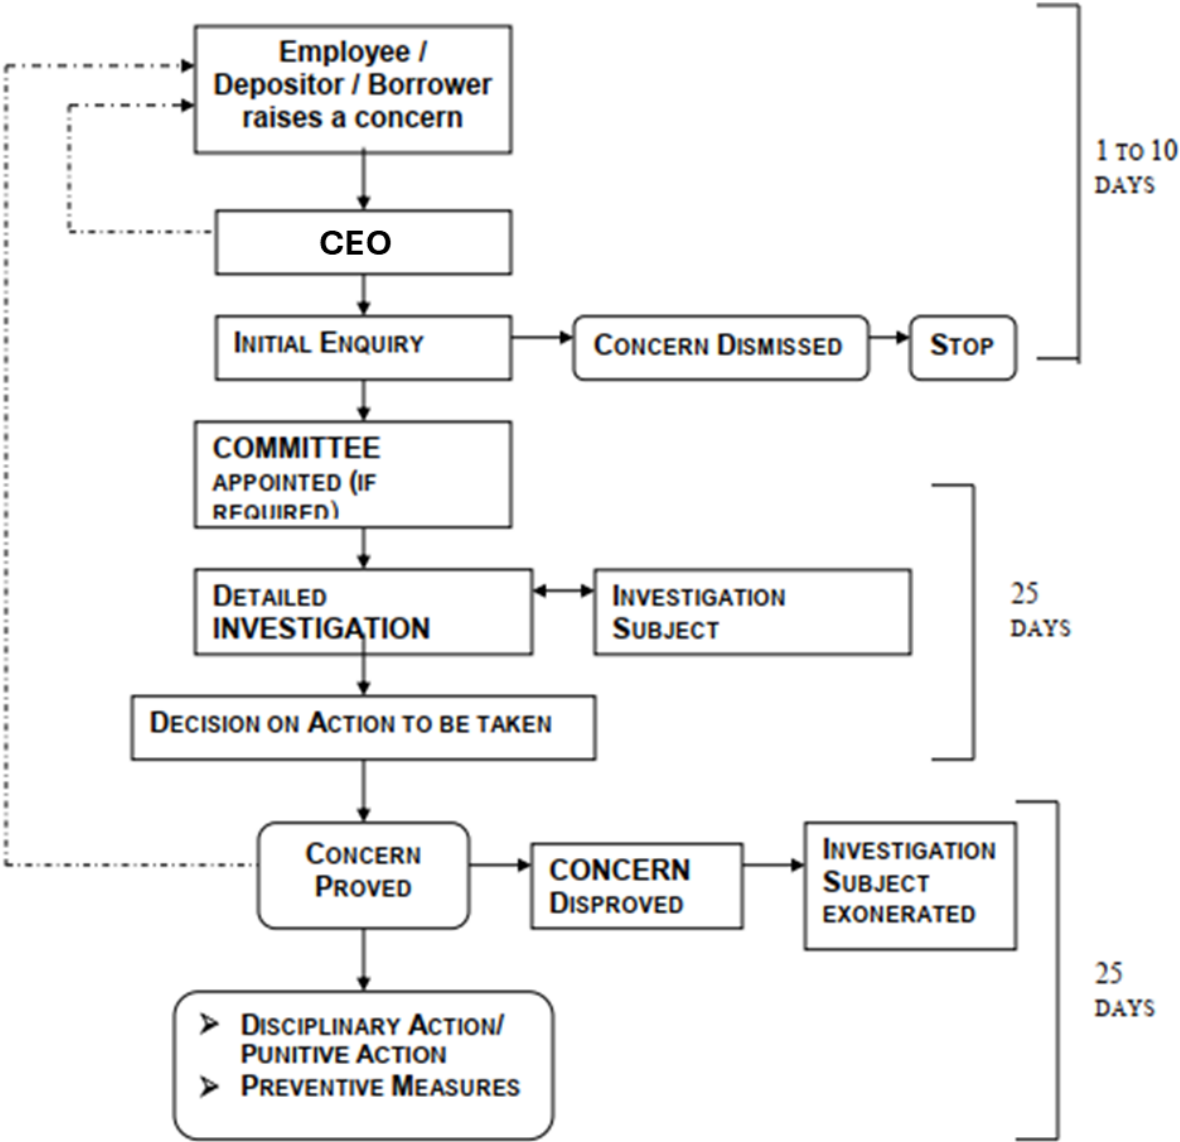 Employee /
Depositor / Borrower
raises a concern
1 TO 10
DAYS
CEO
INITIAL ENQUIRY
CONCERN DISMISSED
STOP
COMMITTEE
APPOINTED (IF
REQUIRED)
DETAILED
INVESTIGATION
INVESTIGATION
SUBJECT
25
DAYS
DECISION ON ACTION TO BE TAKEN
CONCERN
PROVED
CONCERN
DISPROVED
INVESTIGATION
SUBJECT
EXONERATED
25
DAYS
➢ DISCIPLINARY ACTION/
PUNITIVE ACTION
➢ PREVENTIVE MEASURES